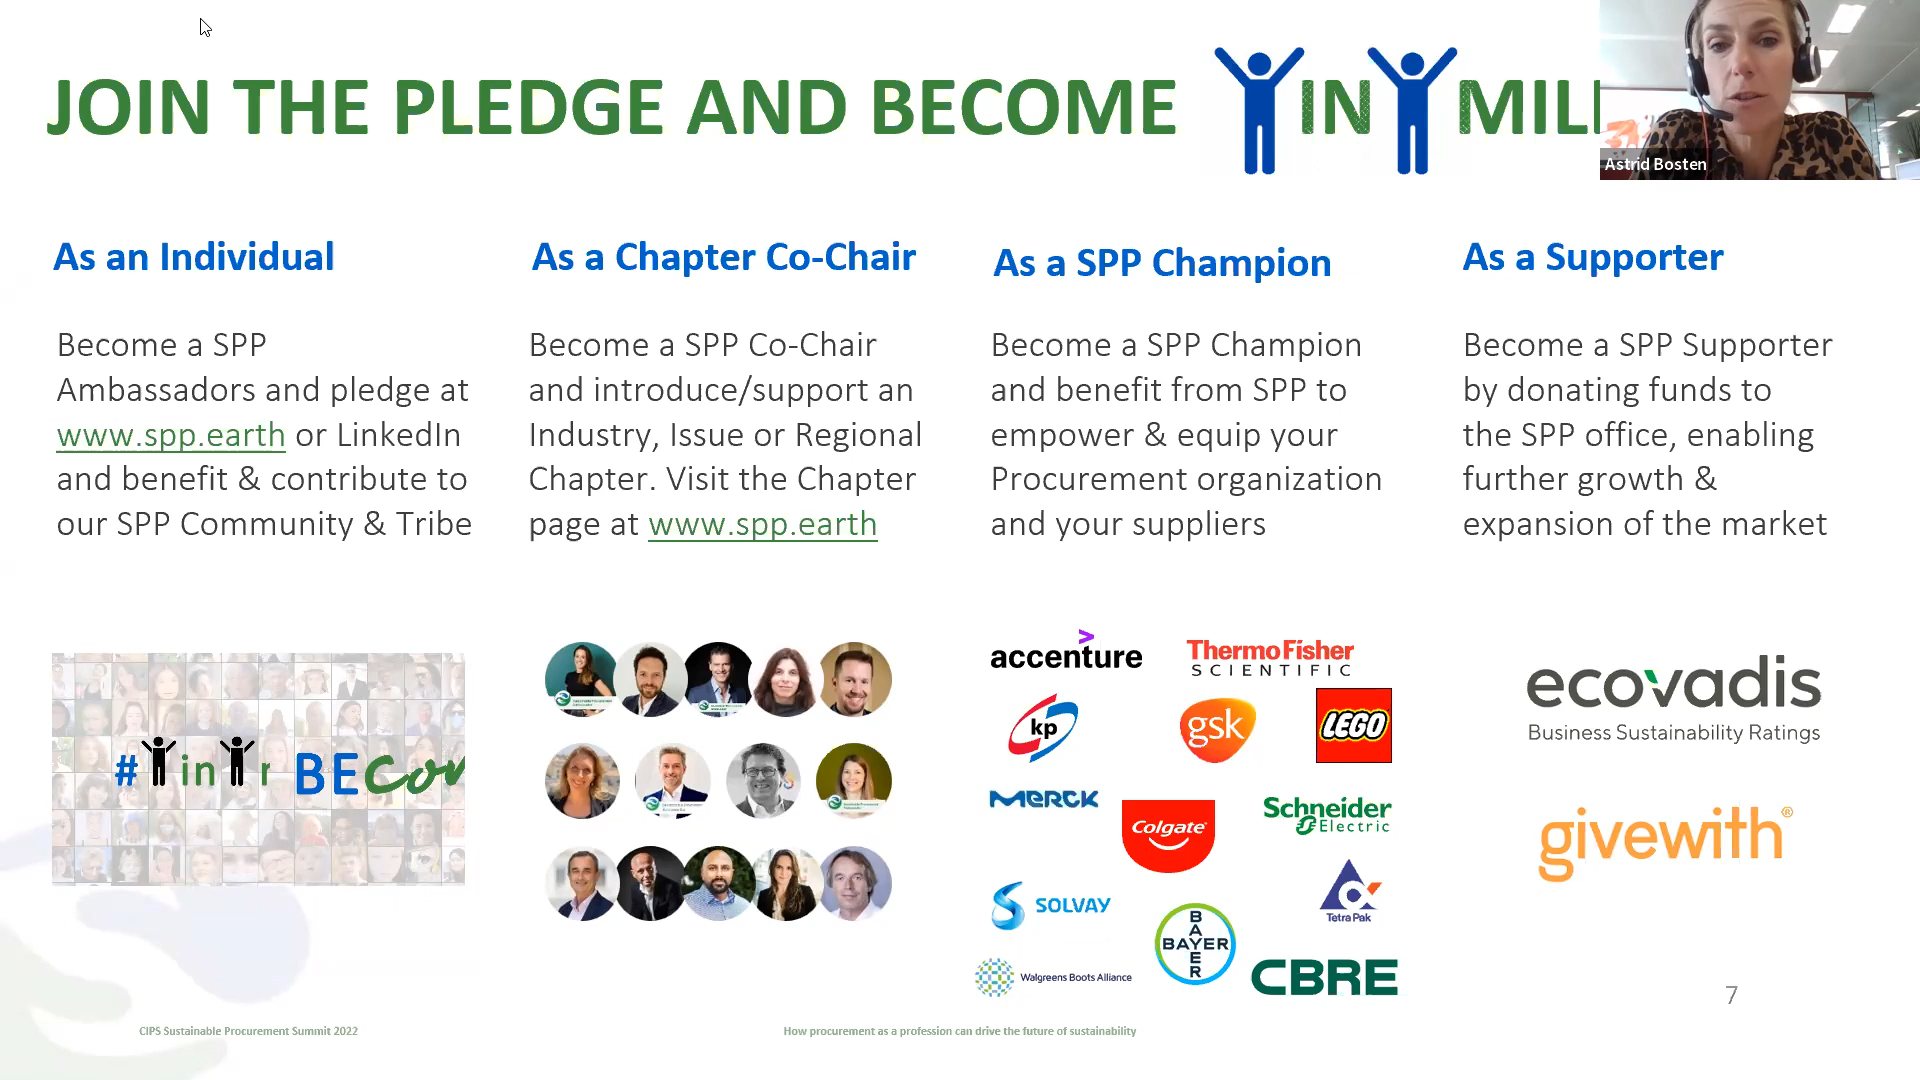 JOIN THE PLEDGE AND BECOME IN MIL
Astrid Bosten
As an Individual
Become a SPP
Ambassadors and pledge at
www.spp.earth or LinkedIn
and benefit & contribute to
our SPP Community & Tribe
As a Chapter Co-Chair
Become a SPP Co-Chair
and introduce/support an
Industry, Issue or Regional
Chapter. Visit the Chapter
page at www.spp.earth
As a SPP Champion
Become a SPP Champion
and benefit from SPP to
empower & equip your
Procurement organization
and your suppliers
As a Supporter
Become a SPP Supporter
by donating funds to
the SPP office, enabling
further growth &
expansion of the market
# in r BECom
accenture
ThermoFisher
SCIENTIFIC
kp
gsk
LEGO
MERCK
Colgate
Schneider
Electric
SOLVAY
BAYER
BAYER
Tetra Pak
Walgreens Boots Alliance
CBRE
ecovadis
Business Sustainability Ratings
givewith®
7
CIPS Sustainable Procurement Summit 2022
How procurement as a profession can drive the future of sustainability